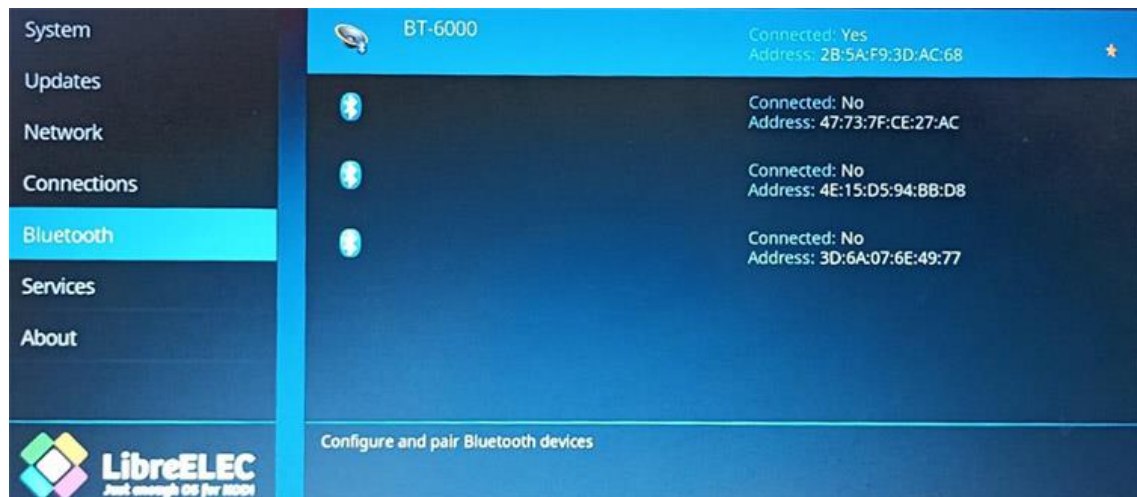 System
Updates
Network
Connections
Bluetooth
Services
About
LibreELEC
Just enough OS for KODI
BT-6000
Connected: Yes
Address: 2B:5A:F9:3D:AC:68
Connected: No
Address: 47:73:7F:CE:27:AC
Connected: No
Address: 4E:15:D5:94:BB:D8
Connected: No
Address: 3D:6A:07:6E:49:77
Configure and pair Bluetooth devices